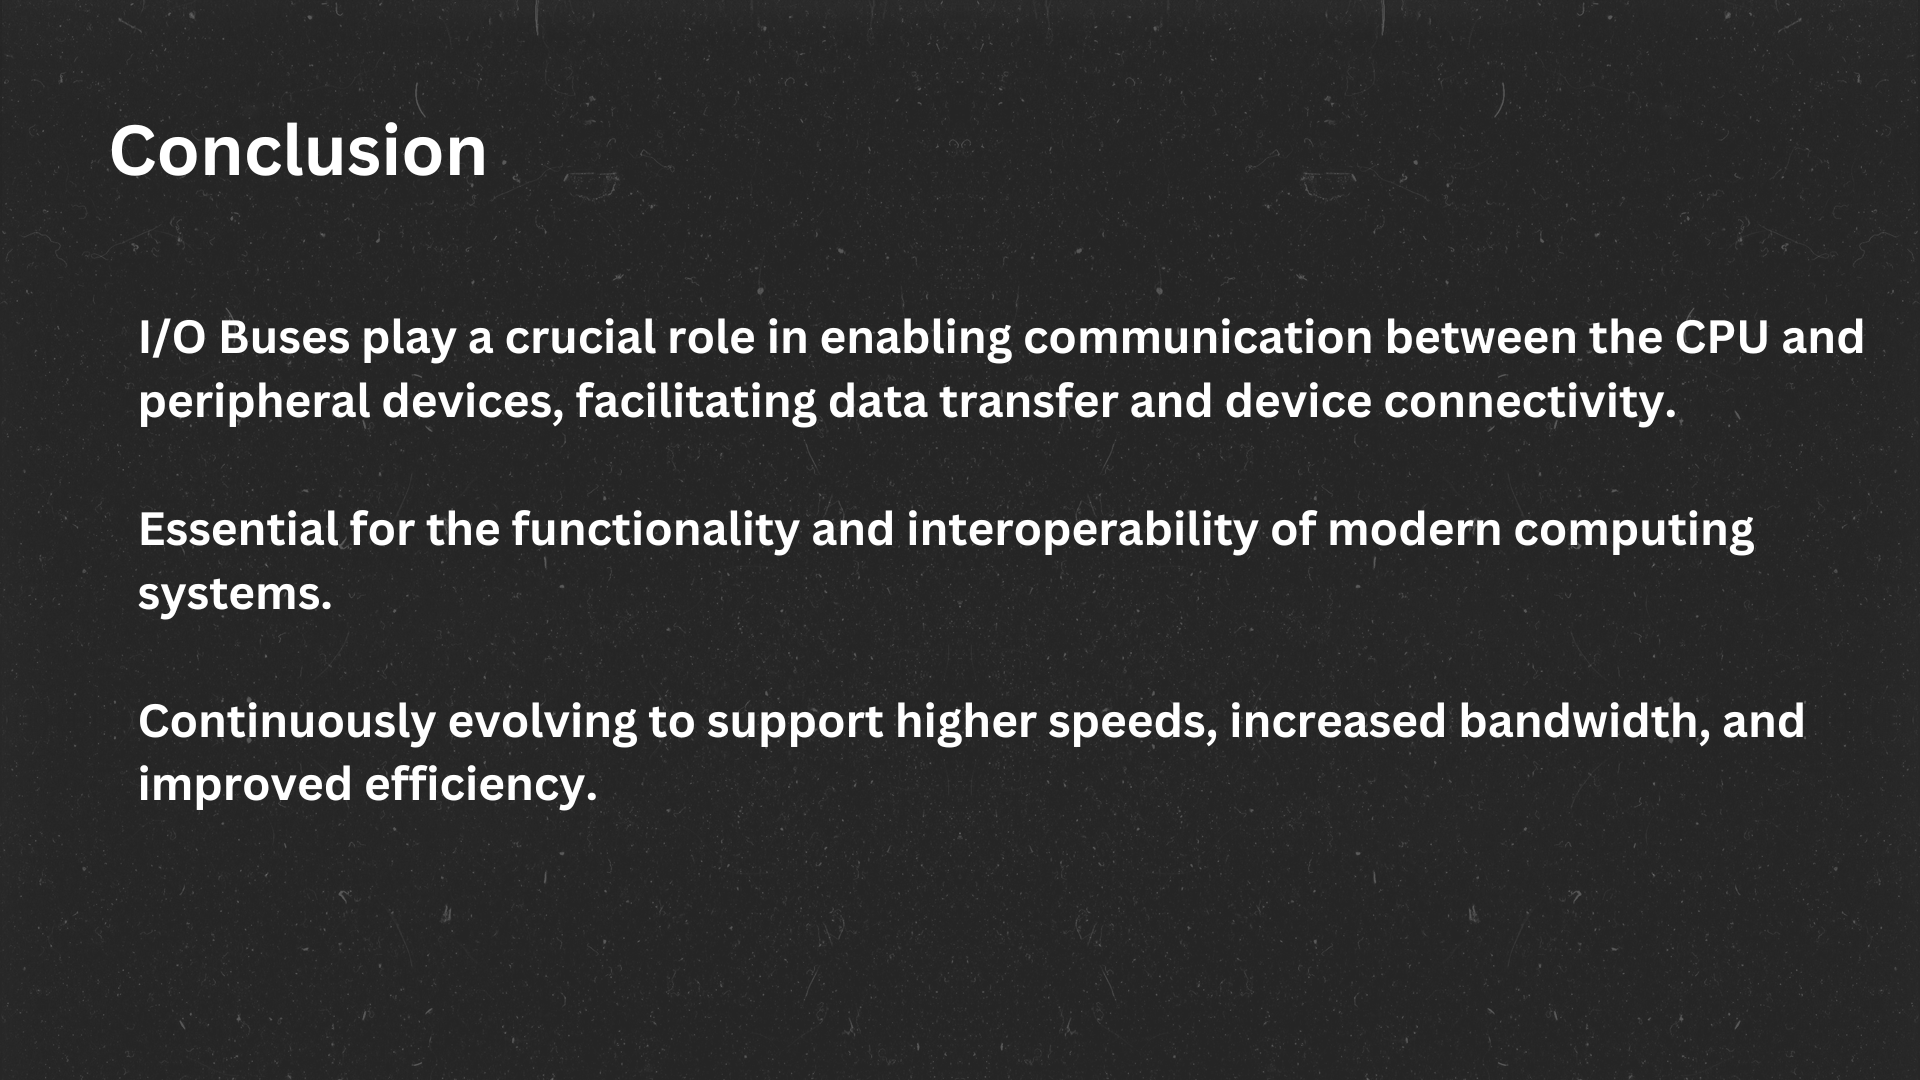 Conclusion
I/O Buses play a crucial role in enabling communication between the CPU and
peripheral devices, facilitating data transfer and device connectivity.
Essential for the functionality and interoperability of modern computing
systems.
Continuously evolving to support higher speeds, increased bandwidth, and
improved efficiency.